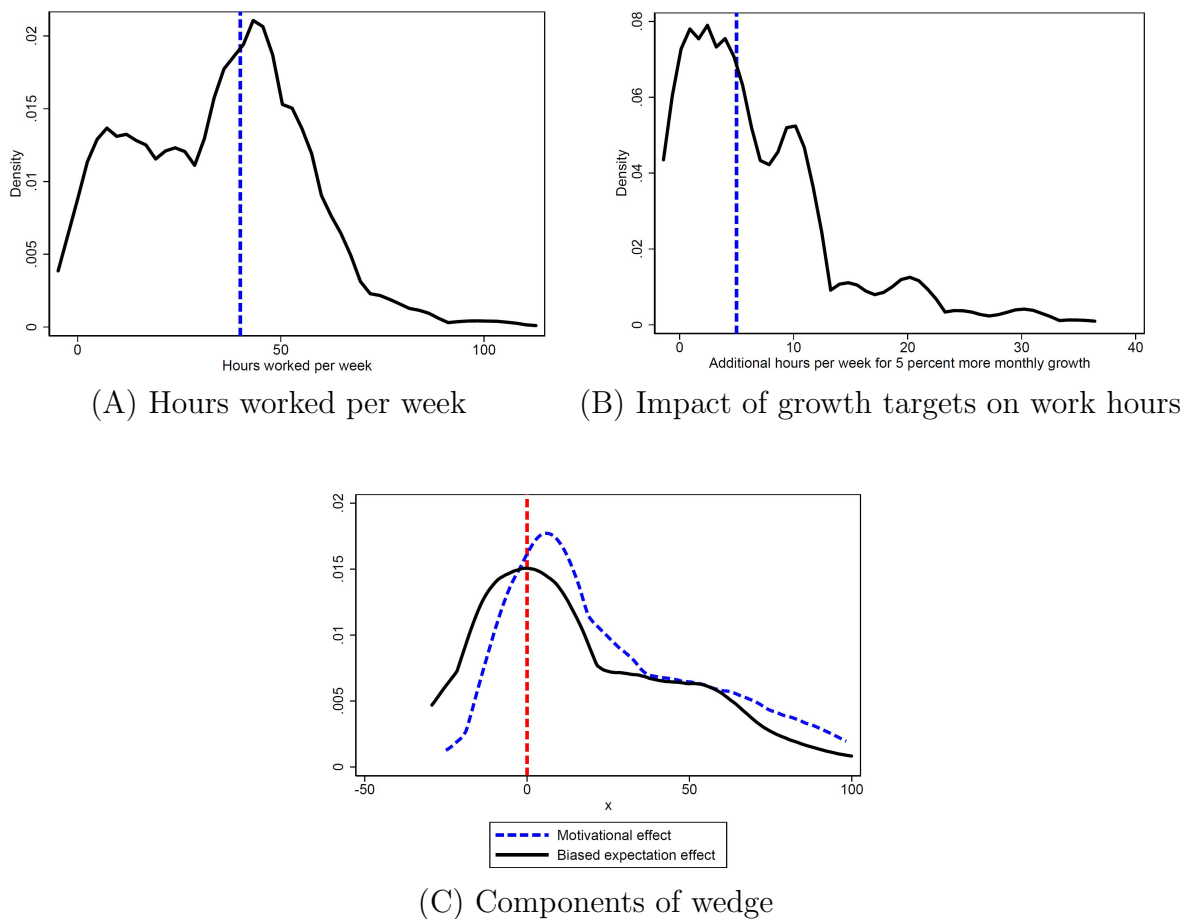 .02
.015
.01
.005
0
Density
0
50
100
Hours worked per week
(A) Hours worked per week
.08
.06
.04
.02
0
Density
0
10
20
30
40
Additional hours per week for 5 percent more monthly growth
(B) Impact of growth targets on work hours
.02
.015
.01
.005
0
-50
0
50
100
x
Motivational effect
Biased expectation effect
(C) Components of wedge